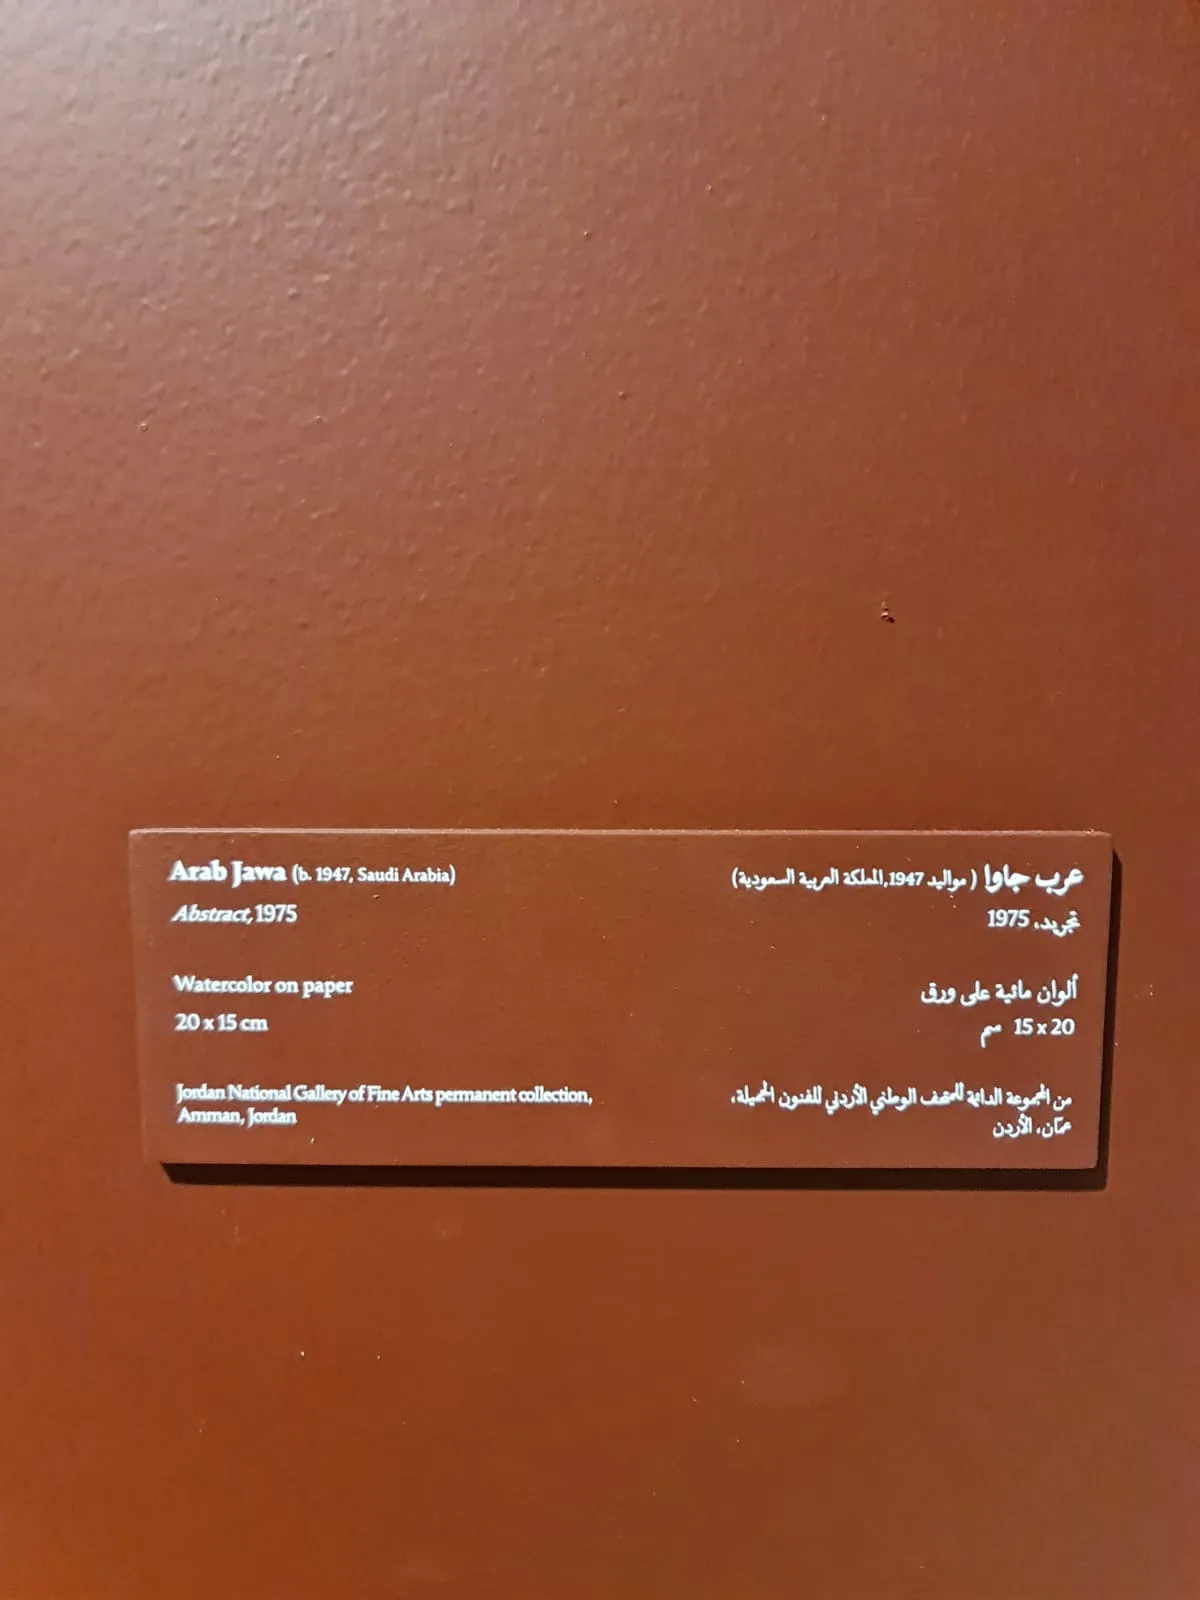 Arab Jawa (b. 1947, Saudi Arabia)
Abstract, 1975
Watercolor on paper
20 x 15 cm
Jordan National Gallery of Fine Arts permanent collection,
Amman, Jordan
عرب جاوا ( مواليد 1947,المملكة العربية السعودية)
تجريد، 1975
ألوان مائية على ورق
20 x 15 سم
من المجموعة الدائمة للمتحف الوطني الأردني للفنون الجميلة،
عمّان، الأردن